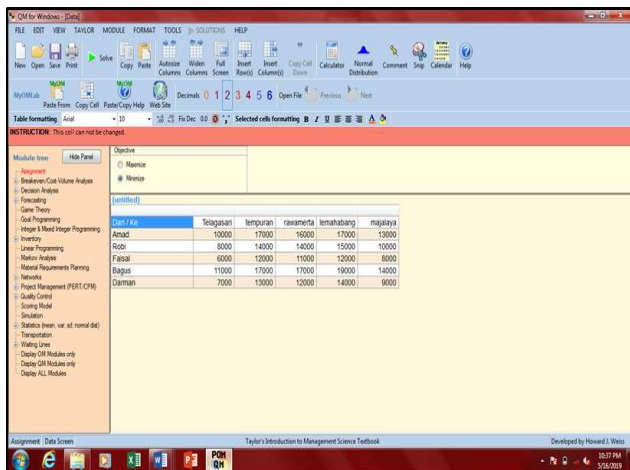 QM for Windows - [Data]
FILE EDIT VIEW TAYLOR MODULE FORMAT TOOLS SOLUTIONS HELP
New Open Save Print Solve Copy Paste Autosize Columns Widen Columns Full Screen Insert Row(s) Insert Column(s) Copy Cell Down Calculator Normal Distribution Comment Snip Calendar Help
MyOMLab Paste From Copy Cell Paste/Copy Help Web Site Decimals 0 1 2 3 4 5 6 Open File Previous Next
Table formatting Arial 10 Fix Dec 0.0 Selected cells formatting B I U
INSTRUCTION: This cell can not be changed.
Module tree Hide Panel
Assignment
Breakeven/Cost-Volume Analysis
Decision Analysis
Forecasting
Game Theory
Goal Programming
Integer & Mixed Integer Programming
Inventory
Linear Programming
Markov Analysis
Material Requirements Planning
Networks
Project Management (PERT/CPM)
Quality Control
Scoring Model
Simulation
Statistics (mean, var, sd; normal dist)
Transportation
Waiting Lines
Display OM Modules only
Display QM Modules only
Display ALL Modules
Objective
Maximize
Minimize
(untitled)
Dari / Ke Telagasari tempuran rawamerta lemahabang majalaya
Amad 10000 17000 16000 17000 13000
Robi 8000 14000 14000 15000 10000
Faisal 6000 12000 11000 12000 8000
Bagus 11000 17000 17000 19000 14000
Darman 7000 13000 12000 14000 9000
Assignment Data Screen Taylor's Introduction to Management Science Textbook Developed by Howard J. Weiss
POM QM
10:37 PM
5/16/2019